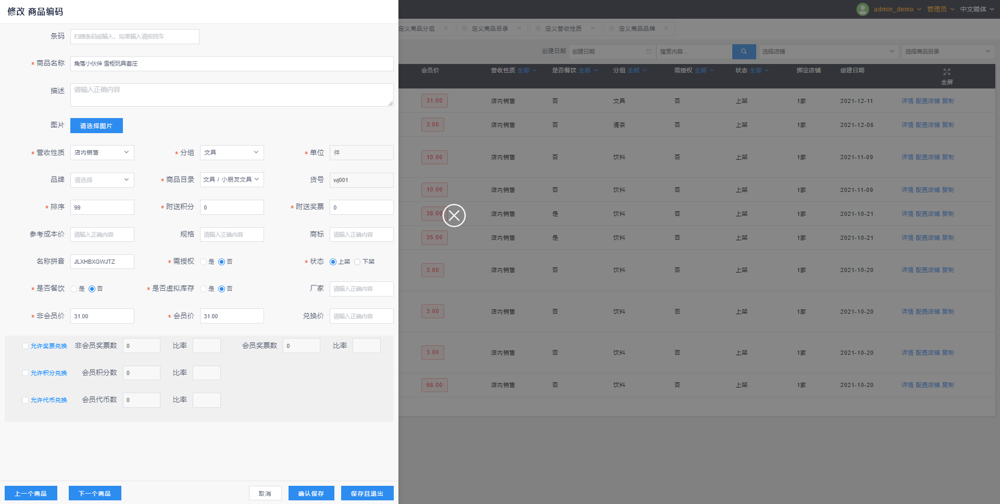 修改 商品编码
条码 扫描条码或输入，如果输入请按回车
* 商品名称 角落小伙伴 雪柜玩具套庄
描述 请输入正确内容
图片 请选择图片
* 营收性质 店内销售 * 分组 文具 * 单位 件
品牌 请选择 * 商品目录 文具 / 小朋友文具 货号 wj001
* 排序 99 * 附送积分 0 * 附送奖票 0
参考成本价 请输入正确内容 规格 请输入正确内容 商标 请输入正确内容
名称拼音 JLXHBXGWJTZ * 需授权 是 否 * 状态 上架 下架
* 是否餐饮 是 否 * 是否虚拟库存 是 否 厂家 请输入正确内容
* 非会员价 31.00 * 会员价 31.00 兑换价 请输入正确内容
允许奖票兑换 非会员奖票数 0 比率 会员奖票数 0 比率
允许积分兑换 会员积分数 0 比率
允许代币兑换 会员代币数 0 比率
上一个商品 下一个商品 取消 确认保存 保存且退出
admin_demo 管理员 中文简体
定义商品分组 定义商品目录 定义营收性质 定义商品品牌
创建日期 创建日期 搜索内容... 选择店铺 选择商品目录
会员价 营收性质 全部 是否餐饮 全部 分组 全部 需授权 全部 状态 全部 绑定店铺 创建日期 全屏
31.00 店内销售 否 文具 否 上架 1家 2021-12-11 详情 配置店铺 复制
3.00 店内销售 否 清茶 否 上架 1家 2021-12-06 详情 配置店铺 复制
10.00 店内销售 否 饮料 否 上架 1家 2021-11-09 详情 配置店铺 复制
10.00 店内销售 否 饮料 否 上架 1家 2021-11-09 详情 配置店铺 复制
38.00 店内销售 是 饮料 否 上架 1家 2021-10-21 详情 配置店铺 复制
35.00 店内销售 是 饮料 否 上架 1家 2021-10-21 详情 配置店铺 复制
3.00 店内销售 否 饮料 否 上架 1家 2021-10-20 详情 配置店铺 复制
3.00 店内销售 否 饮料 否 上架 1家 2021-10-20 详情 配置店铺 复制
3.00 店内销售 否 饮料 否 上架 1家 2021-10-20 详情 配置店铺 复制
66.00 店内销售 否 饮料 否 上架 1家 2021-10-20 详情 配置店铺 复制